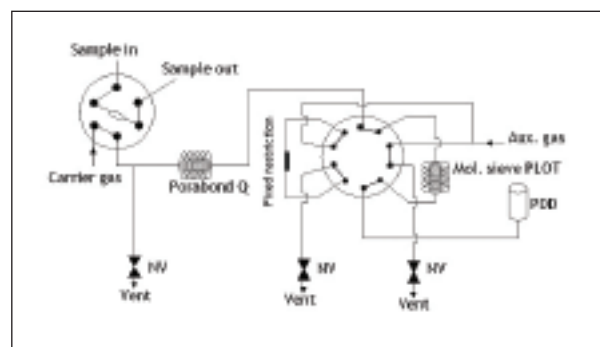 Sample in
Sample out
Carrier gas
Porabond Q
Fixed restriction
Aux. gas
Mol. sieve PLOT
PDD
NV
Vent
NV
Vent
NV
Vent